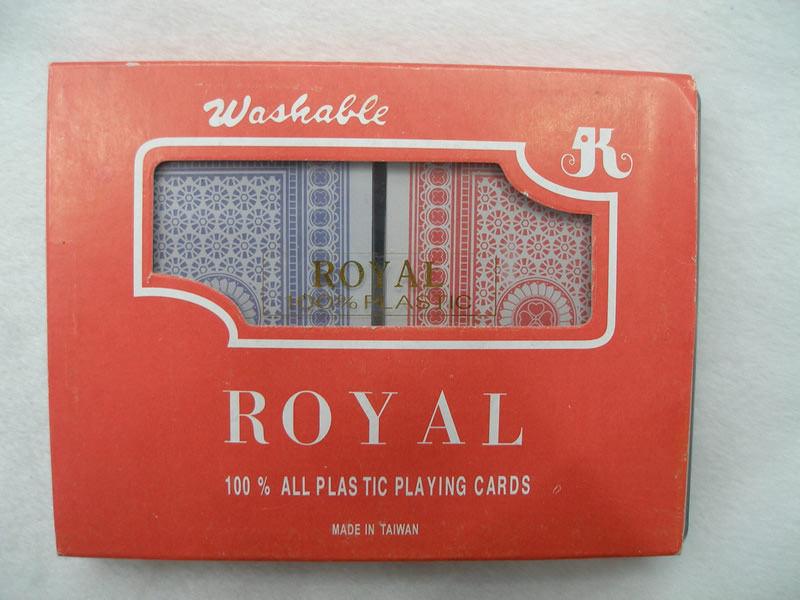 Washable
K
ROYAL
100% PLASTIC
ROYAL
100 % ALL PLASTIC PLAYING CARDS
MADE IN TAIWAN